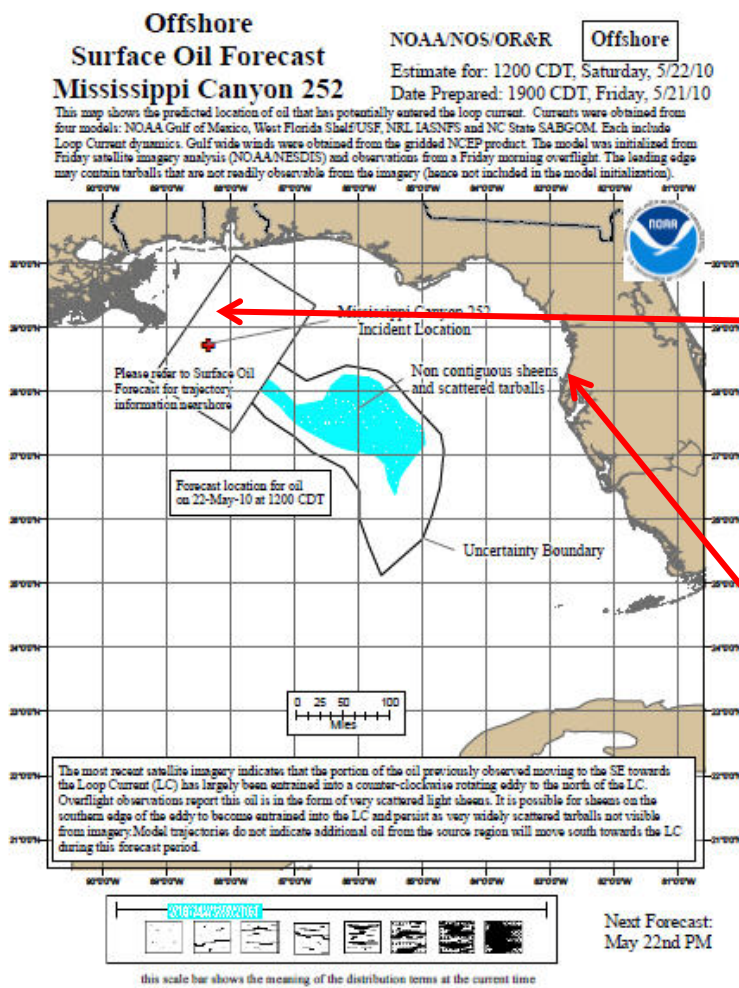 Offshore
Surface Oil Forecast
Mississippi Canyon 252
NOAA/NOS/OR&R
Offshore
Estimate for: 1200 CDT, Saturday, 5/22/10
Date Prepared: 1900 CDT, Friday, 5/21/10
This map shows the predicted location of oil that has potentially entered the loop current. Currents were obtained from
four models: NOAA Gulf of Mexico, West Florida Shelf/USF, NRL IASNFS and NC State SABGOM. Each include
Loop Current dynamics. Gulf wide winds were obtained from the gridded NCEP product. The model was initialized from
Friday satellite imagery analysis (NOAA/NESDIS) and observations from a Friday morning overflight. The leading edge
may contain tarballs that are not readily observable from the imagery (hence not included in the model initialization).
NOAA
Mississippi Canyon 252
Incident Location
Please refer to Surface Oil
Forecast for trajectory
information nearshore
Non contiguous sheens
and scattered tarballs
Forecast location for oil
on 22-May-10 at 1200 CDT
Uncertainty Boundary
0 25 50 100
Miles
The most recent satellite imagery indicates that the portion of the oil previously observed moving to the SE towards
the Loop Current (LC) has largely been entrained into a counter-clockwise rotating eddy to the north of the LC.
Overflight observations report this oil is in the form of very scattered light sheens. It is possible for sheens on the
southern edge of the eddy to become entrained into the LC and persist as very widely scattered tarballs not visible
from imagery.Model trajectories do not indicate additional oil from the source region will move south towards the LC
during this forecast period.
Next Forecast:
May 22nd PM
this scale bar shows the meaning of the distribution terms at the current time